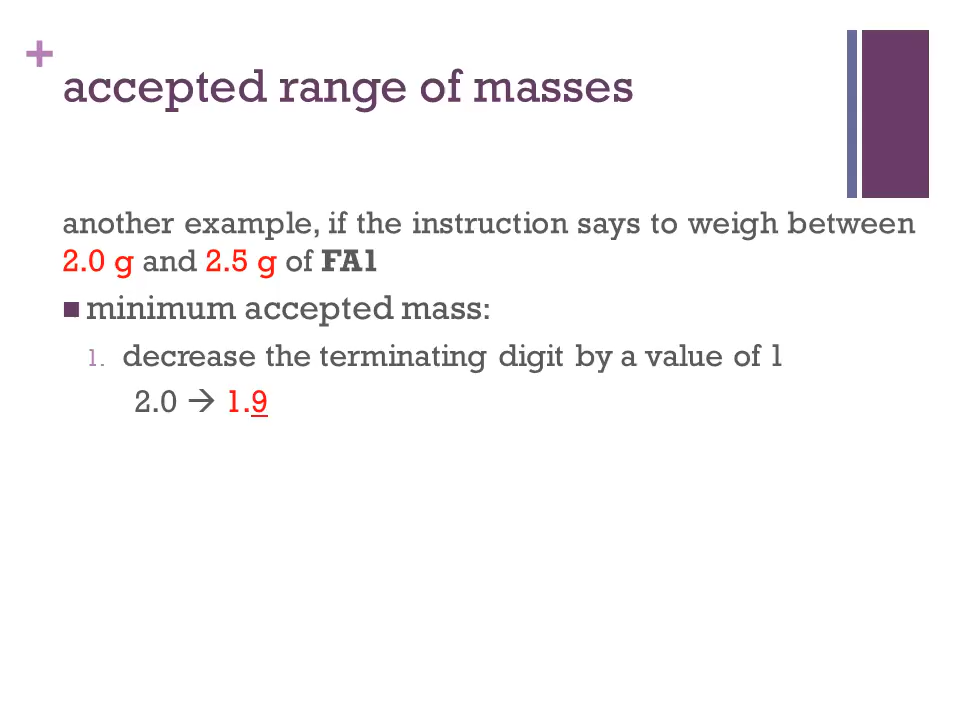 +
accepted range of masses
another example, if the instruction says to weigh between
2.0 g and 2.5 g of FA1
■ minimum accepted mass:
1. decrease the terminating digit by a value of 1
2.0 → 1.9